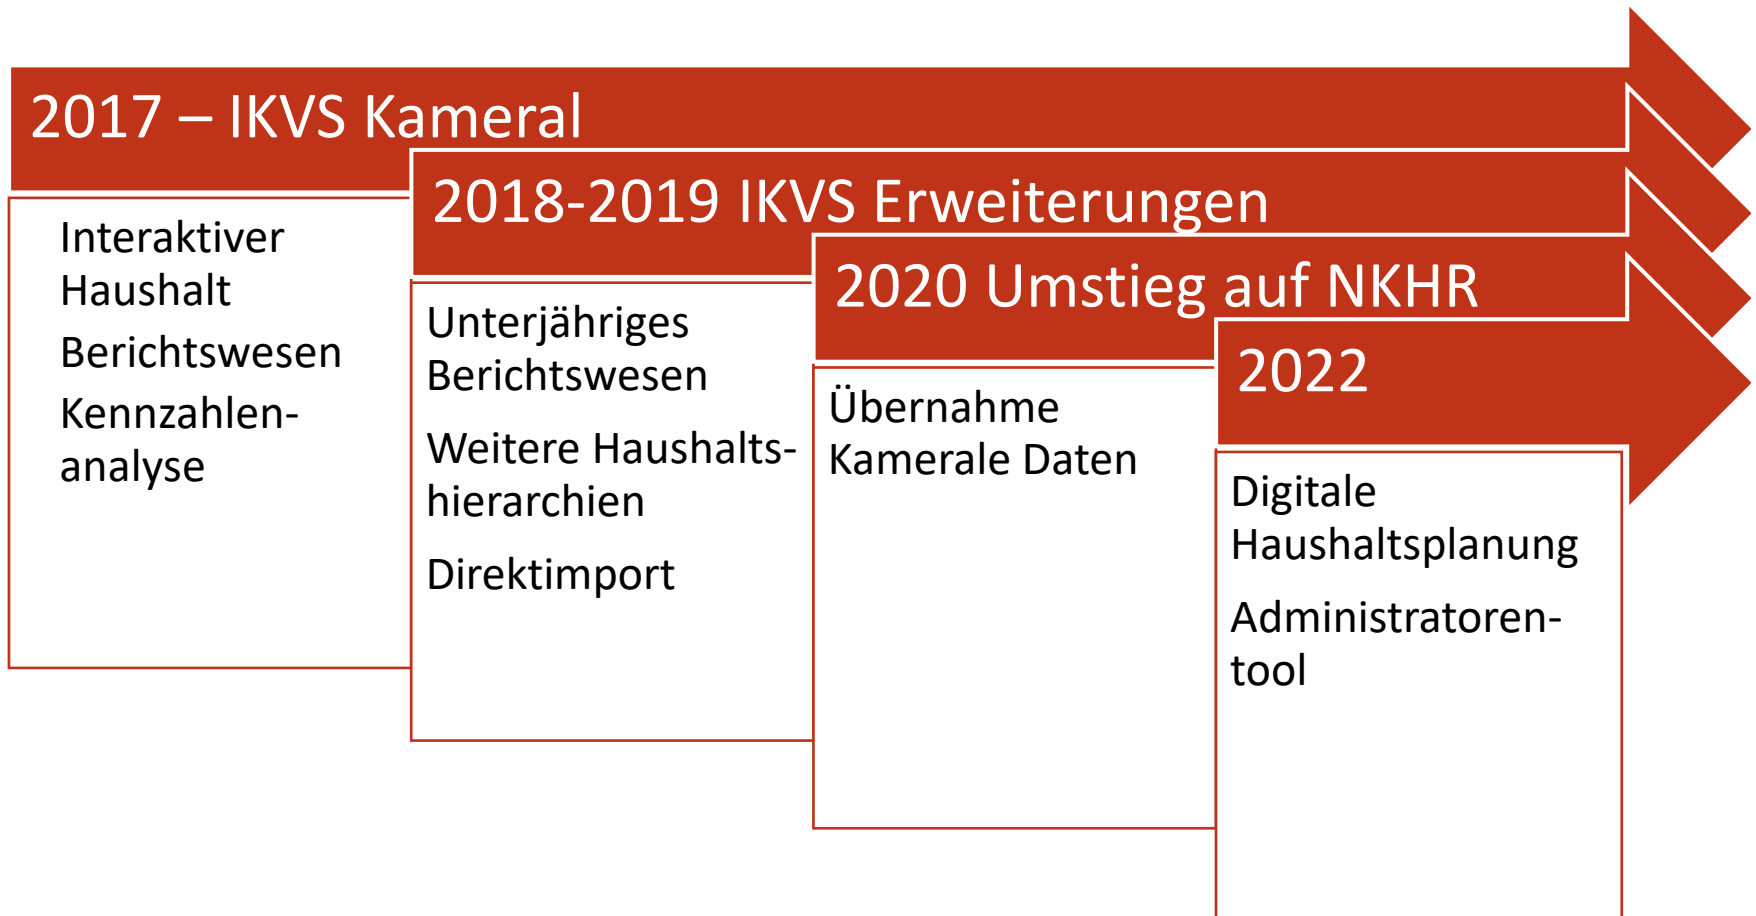 2017 – IKVS Kameral
Interaktiver
Haushalt
Berichtswesen
Kennzahlen-
analyse
2018-2019 IKVS Erweiterungen
Unterjähriges
Berichtswesen
Weitere Haushalts-
hierarchien
Direktimport
2020 Umstieg auf NKHR
Übernahme
Kamerale Daten
2022
Digitale
Haushaltsplanung
Administratoren-
tool